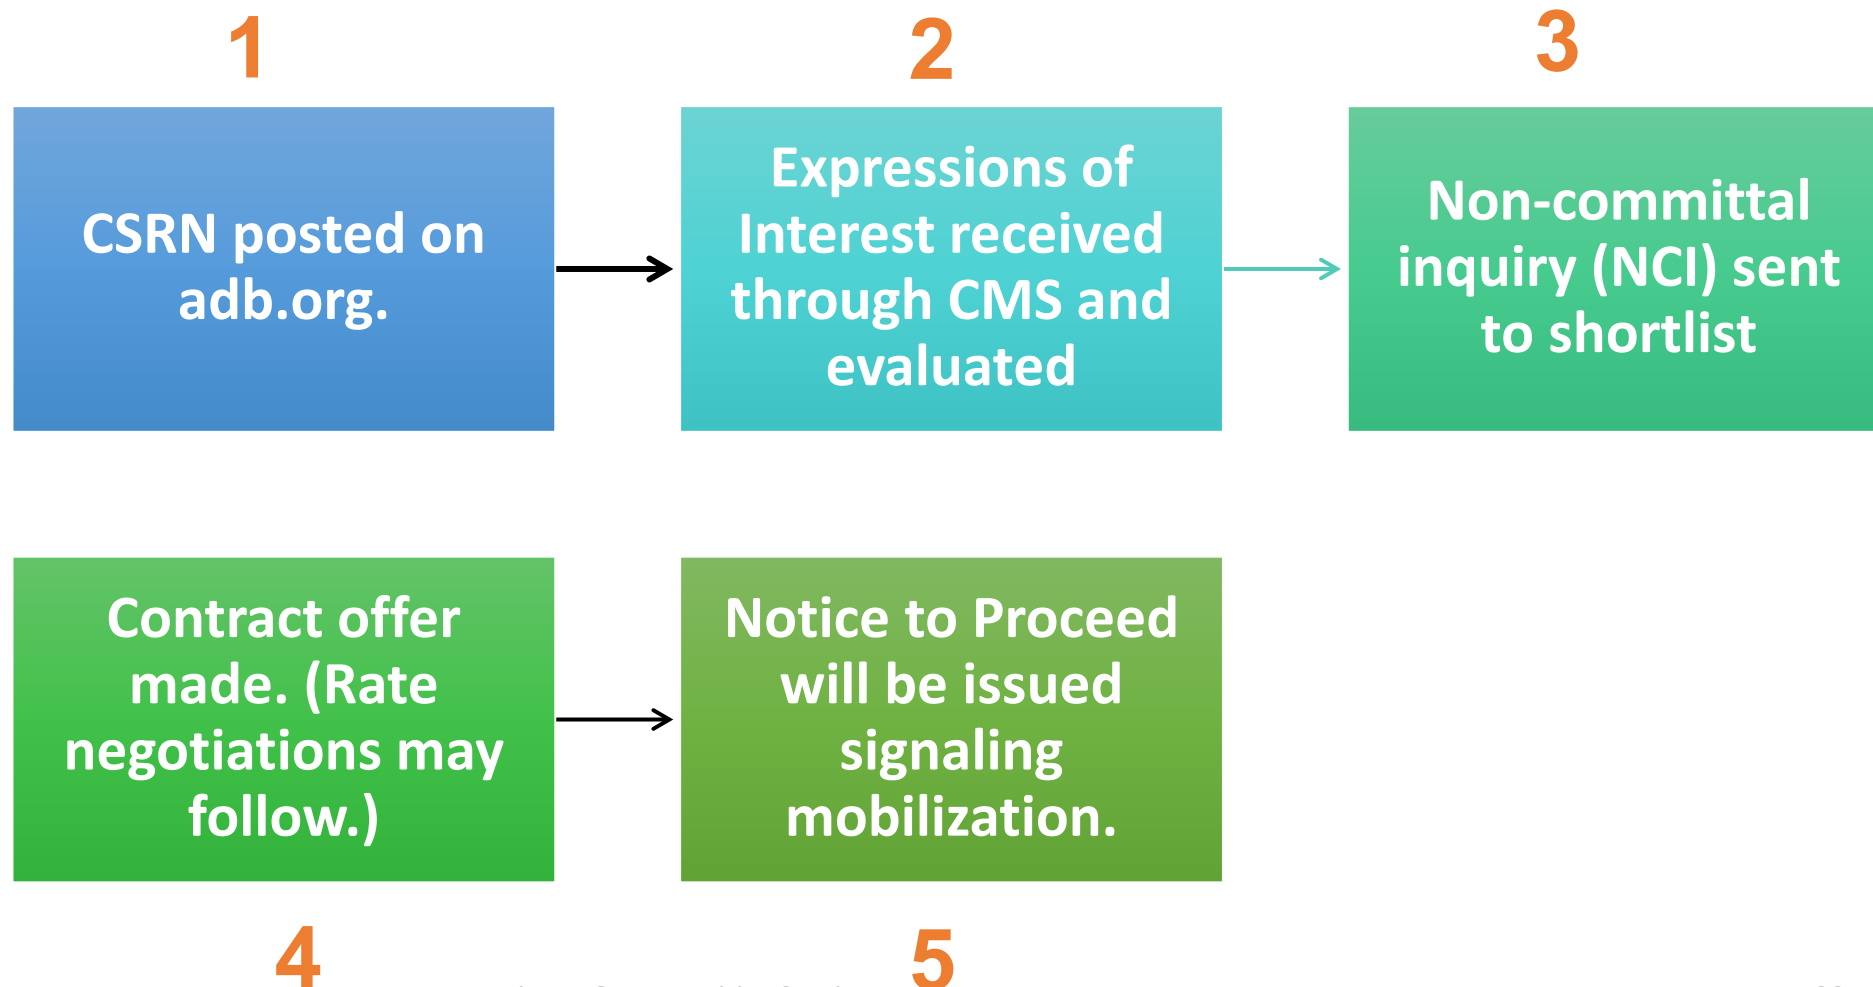 1
2
3
CSRN posted on
adb.org.
Expressions of
Interest received
through CMS and
evaluated
Non-committal
inquiry (NCI) sent
to shortlist
Contract offer
made. (Rate
negotiations may
follow.)
Notice to Proceed
will be issued
signaling
mobilization.
4
5